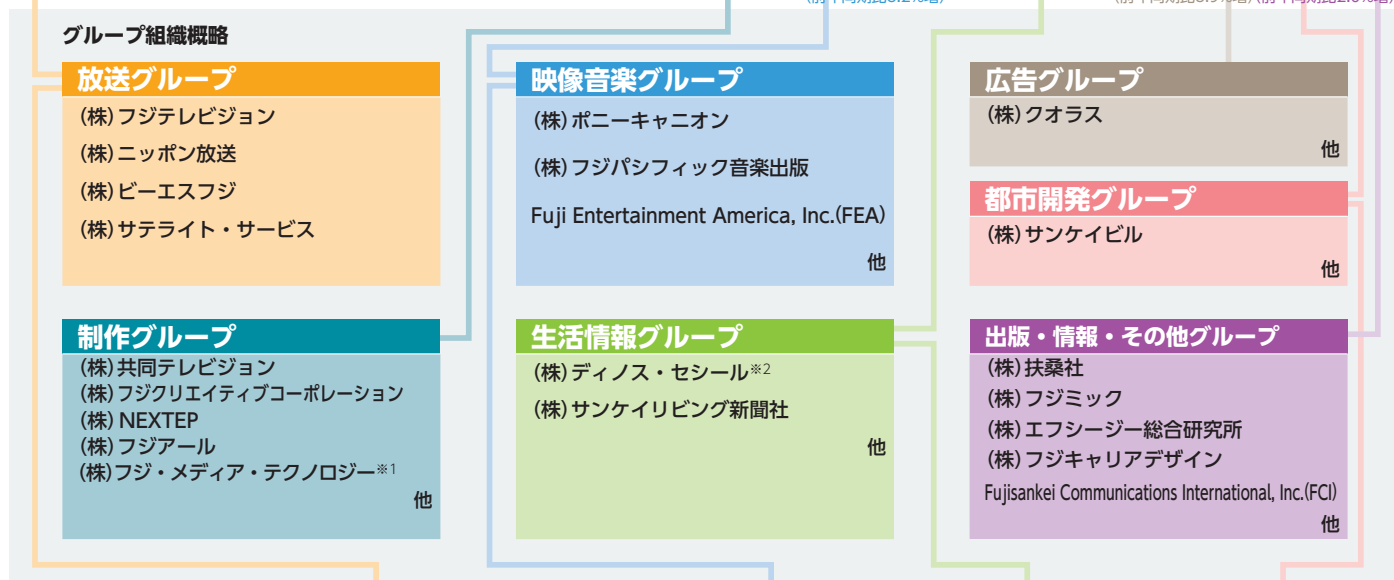 グループ組織概略
放送グループ
(株)フジテレビジョン
(株)ニッポン放送
(株)ビーエスフジ
(株)サテライト・サービス
映像音楽グループ
(株)ポニーキャニオン
(株)フジパシフィック音楽出版
Fuji Entertainment America, Inc.(FEA)
他
広告グループ
(株)クオラス
他
都市開発グループ
(株)サンケイビル
他
制作グループ
(株)共同テレビジョン
(株)フジクリエイティブコーポレーション
(株)NEXTEP
(株)フジアール
(株)フジ・メディア・テクノロジー※1
他
生活情報グループ
(株)ディノス・セシール※2
(株)サンケイリビング新聞社
他
出版・情報・その他グループ
(株)扶桑社
(株)フジミック
(株)エフシージー総合研究所
(株)フジキャリアデザイン
Fujisankei Communications International, Inc.(FCI)
他